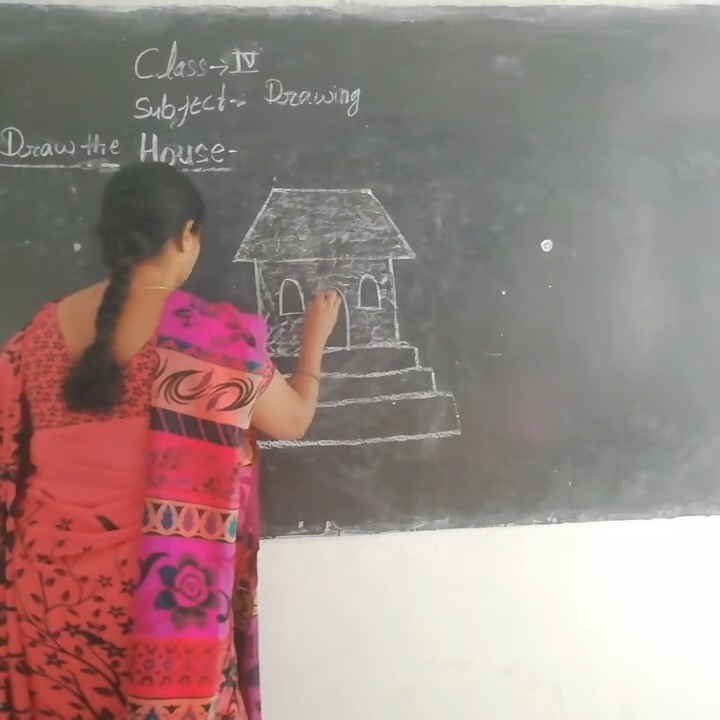 Class → IV
Subject:- Drawing
Draw the House-